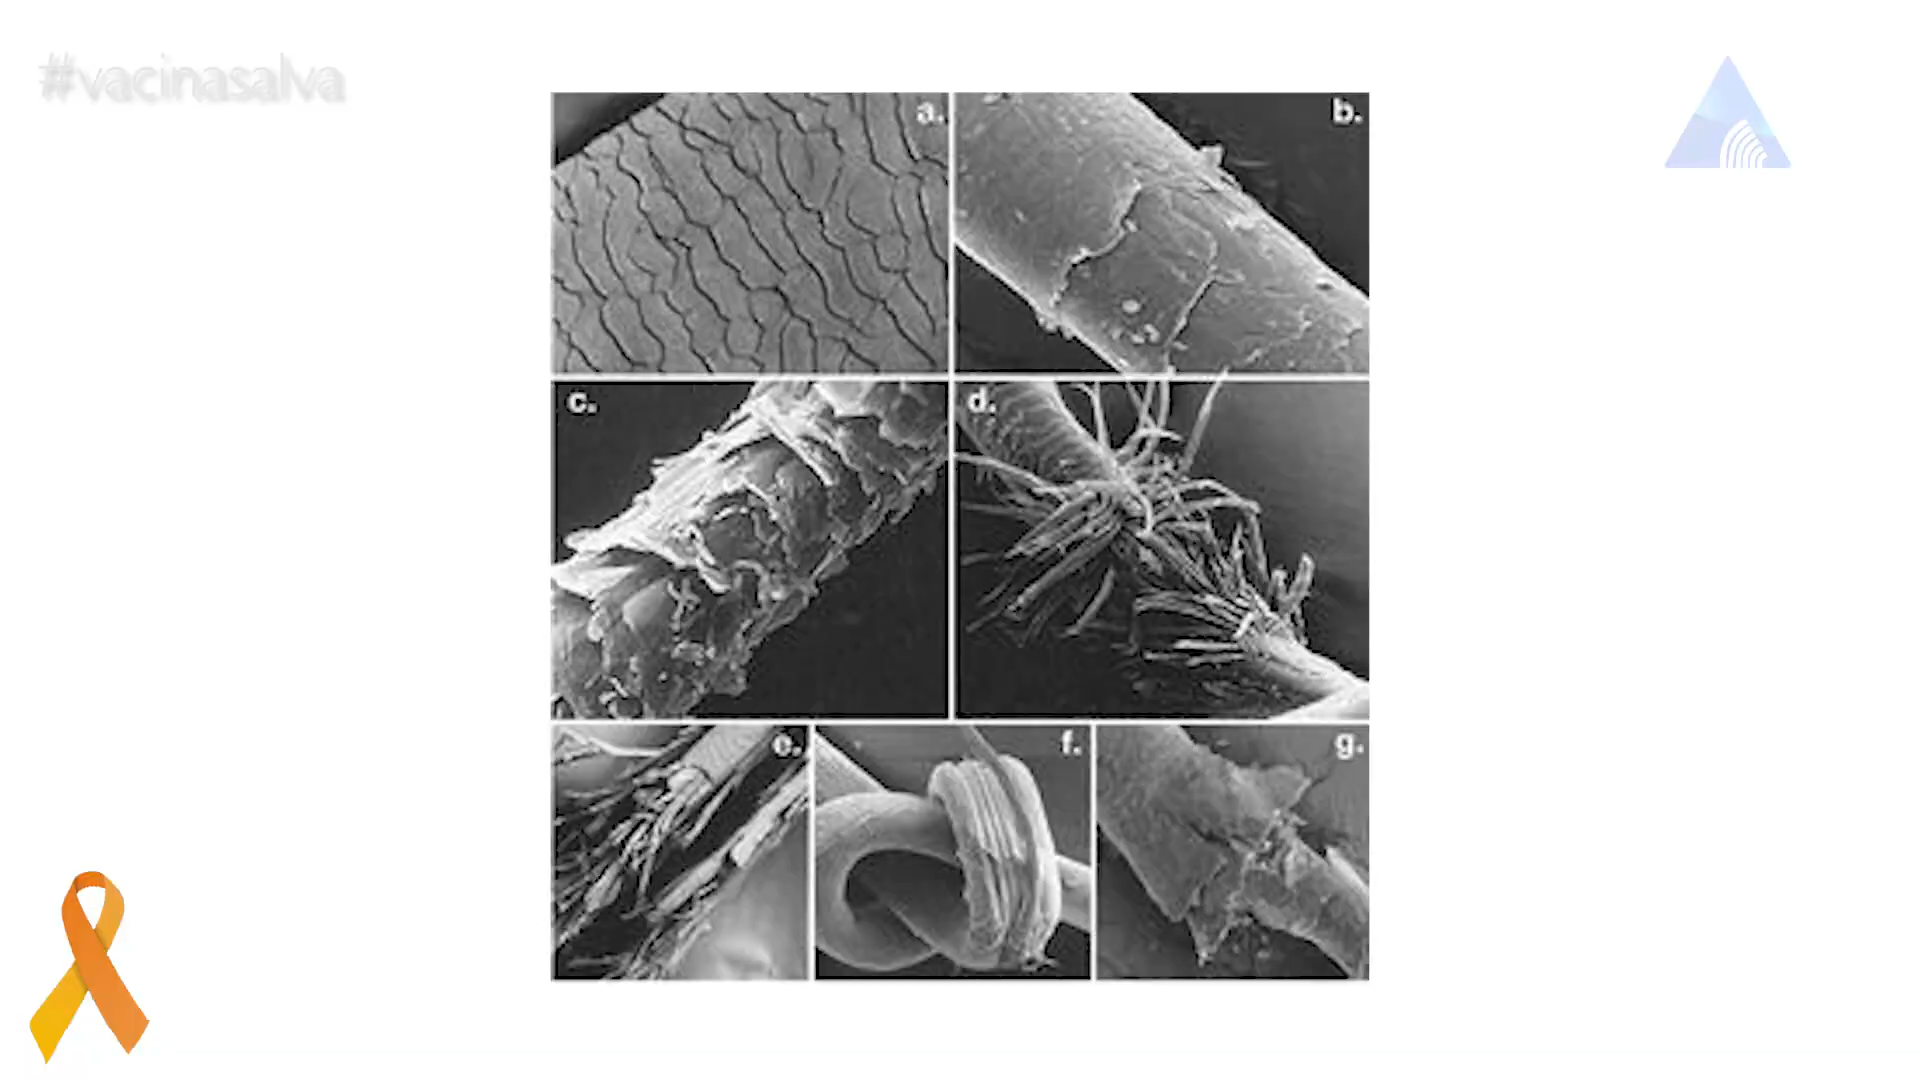 #vacinasalva
a.
b.
c.
d.
e.
f.
g.